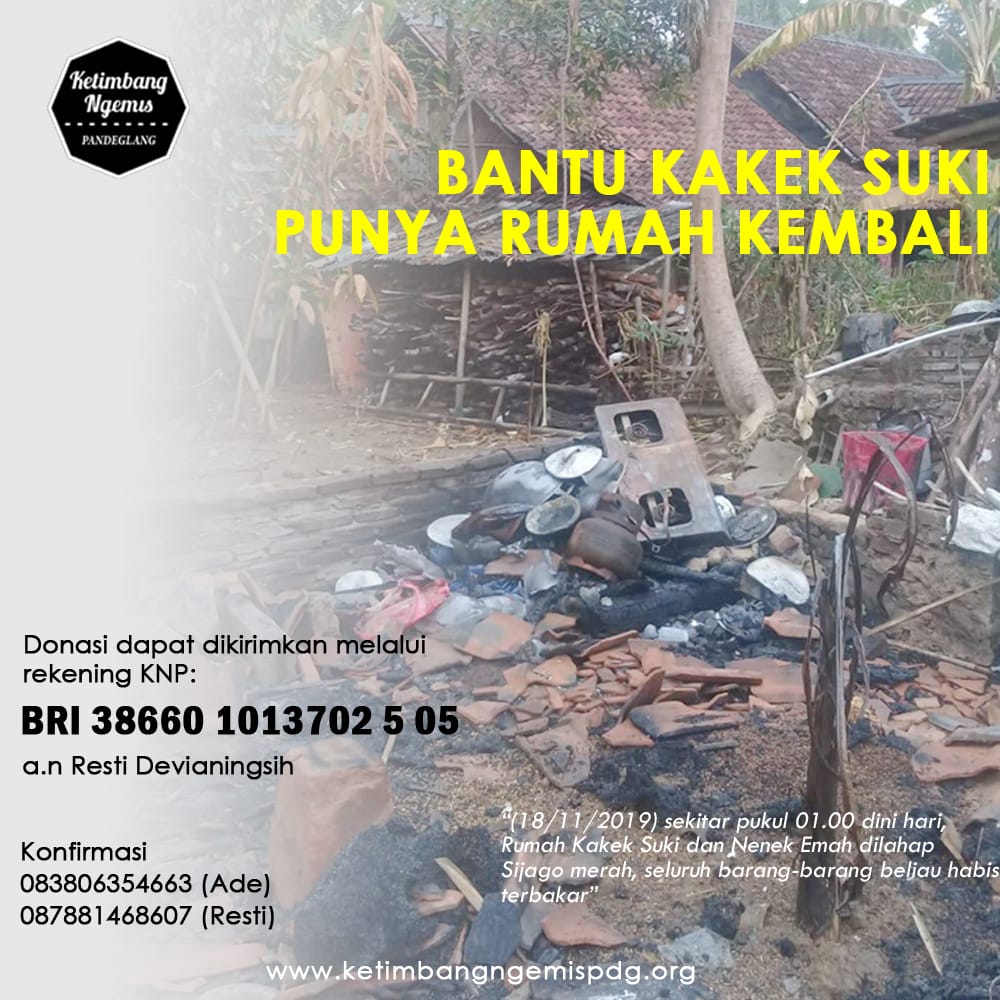 Ketimbang
Ngemis
PANDEGLANG
BANTU KAKEK SUKI
PUNYA RUMAH KEMBALI
Donasi dapat dikirimkan melalui
rekening KNP:
BRI 38660 1013702 5 05
a.n Resti Devianingsih
Konfirmasi
083806354663 (Ade)
087881468607 (Resti)
“(18/11/2019) sekitar pukul 01.00 dini hari,
Rumah Kakek Suki dan Nenek Emah dilahap
Sijago merah, seluruh barang-barang beliau habis
terbakar”
www.ketimbangngemispdg.org